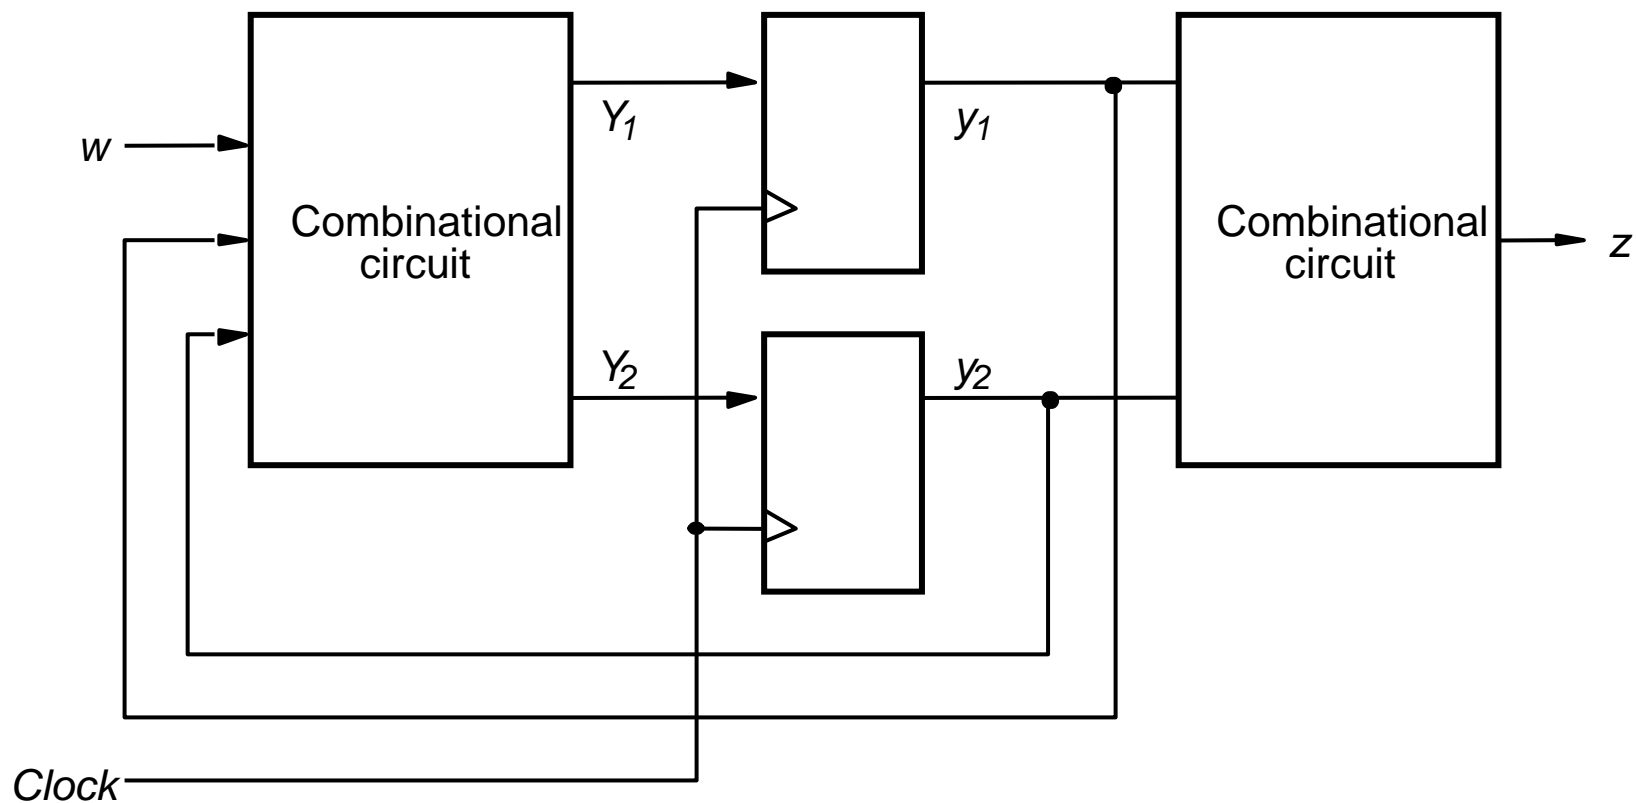 Y₁
y₁
w
Combinational
circuit
Combinational
circuit
z
Y₂
y₂
Clock